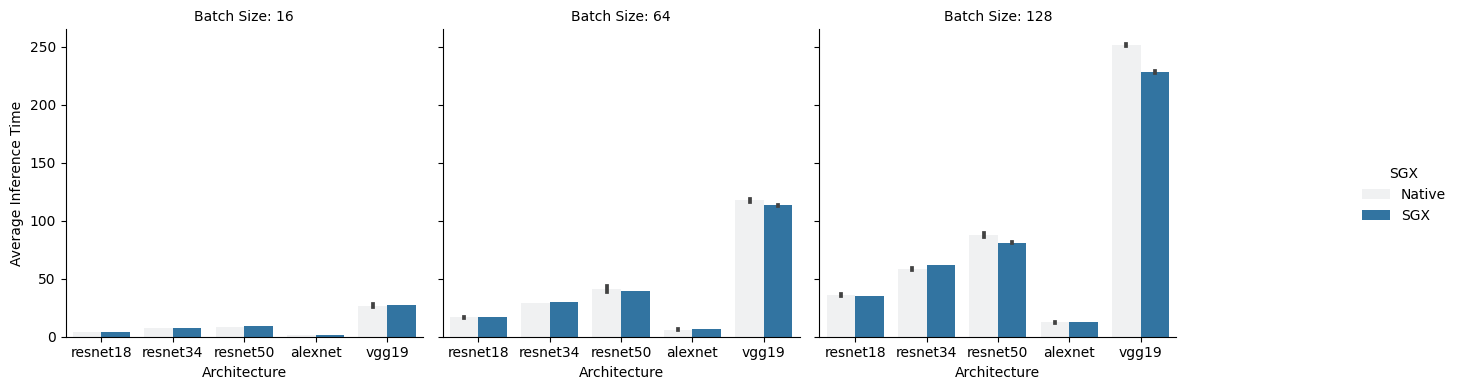 Batch Size: 16
Batch Size: 64
Batch Size: 128
Average Inference Time
250
200
150
100
50
0
resnet18 resnet34 resnet50 alexnet vgg19
Architecture
resnet18 resnet34 resnet50 alexnet vgg19
Architecture
resnet18 resnet34 resnet50 alexnet vgg19
Architecture
SGX
Native
SGX